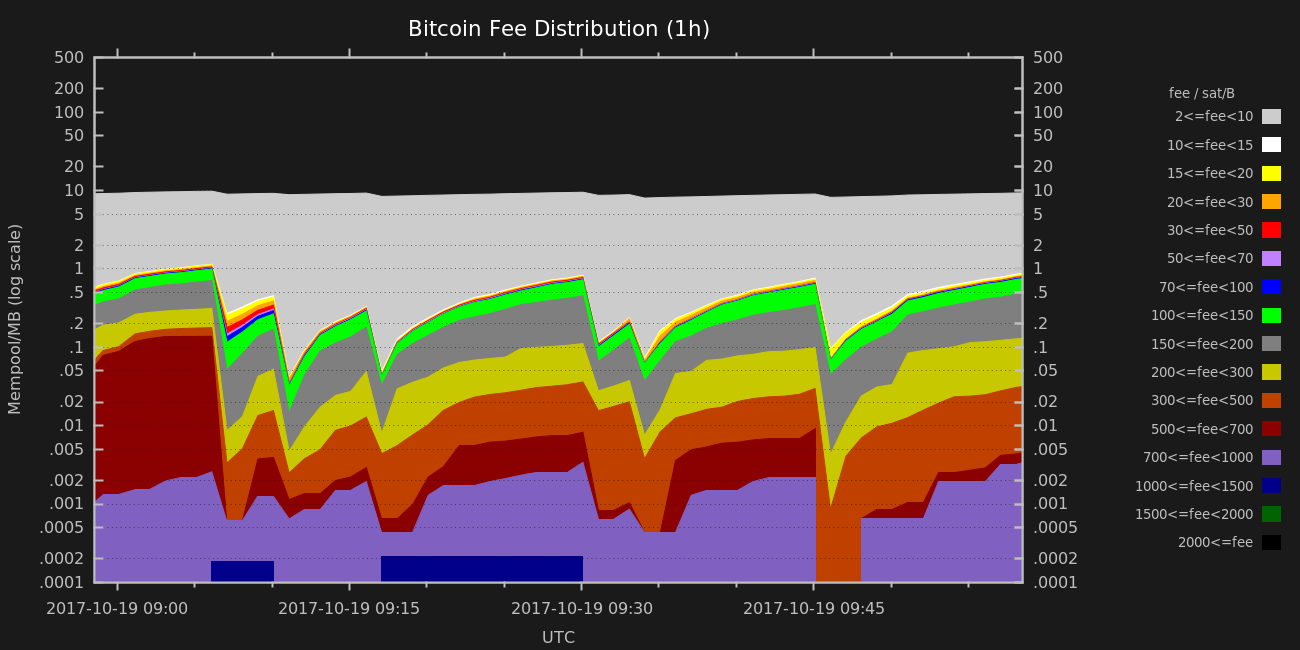 Bitcoin Fee Distribution (1h)
500 500
200 200
100 100
50 50
20 20
10 10
5 5
2 2
1 1
.5 .5
.2 .2
.1 .1
.05 .05
.02 .02
.01 .01
.005 .005
.002 .002
.001 .001
.0005 .0005
.0002 .0002
.0001 .0001
Mempool/MB (log scale)
2017-10-19 09:00 2017-10-19 09:15 2017-10-19 09:30 2017-10-19 09:45
UTC
fee / sat/B
2<=fee<10
10<=fee<15
15<=fee<20
20<=fee<30
30<=fee<50
50<=fee<70
70<=fee<100
100<=fee<150
150<=fee<200
200<=fee<300
300<=fee<500
500<=fee<700
700<=fee<1000
1000<=fee<1500
1500<=fee<2000
2000<=fee